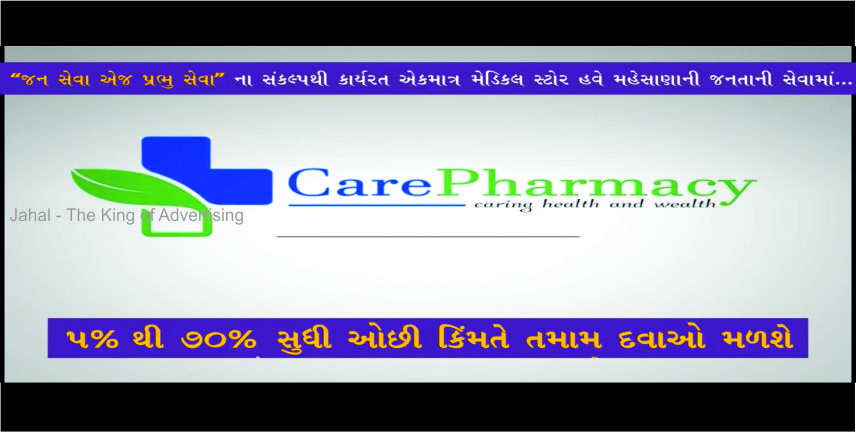 “જન સેવા એજ પ્રભુ સેવા” ના સંકલ્પથી કાર્યરત એકમાત્ર મેડિકલ સ્ટોર હવે મહેસાણાની જનતાની સેવામાં...
CarePharmacy
caring health and wealth
Jahal - The King of Advertising
૫% થી ૭૦% સુધી ઓછી કિંમતે તમામ દવાઓ મળશે